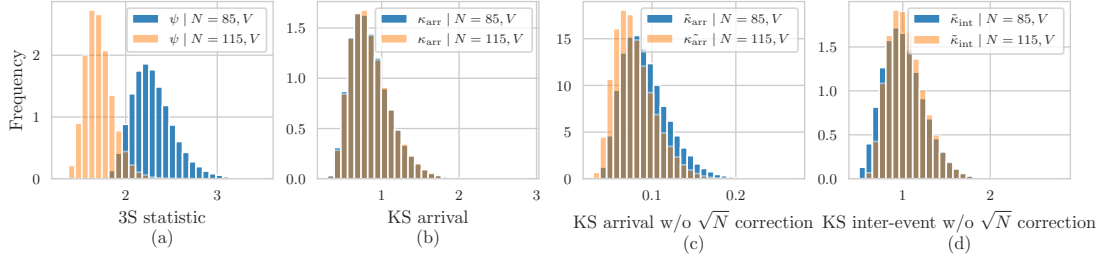 Frequency
0
1
2
2
3
ψ | N = 85, V
ψ | N = 115, V
3S statistic
(a)
0.0
0.5
1.0
1.5
1
2
3
κ_arr | N = 85, V
κ_arr | N = 115, V
KS arrival
(b)
0
5
10
15
0.1
0.2
κ̃_arr | N = 85, V
κ̃_arr | N = 115, V
KS arrival w/o √N correction
(c)
0.0
0.5
1.0
1.5
1
2
κ̃_int | N = 85, V
κ̃_int | N = 115, V
KS inter-event w/o √N correction
(d)